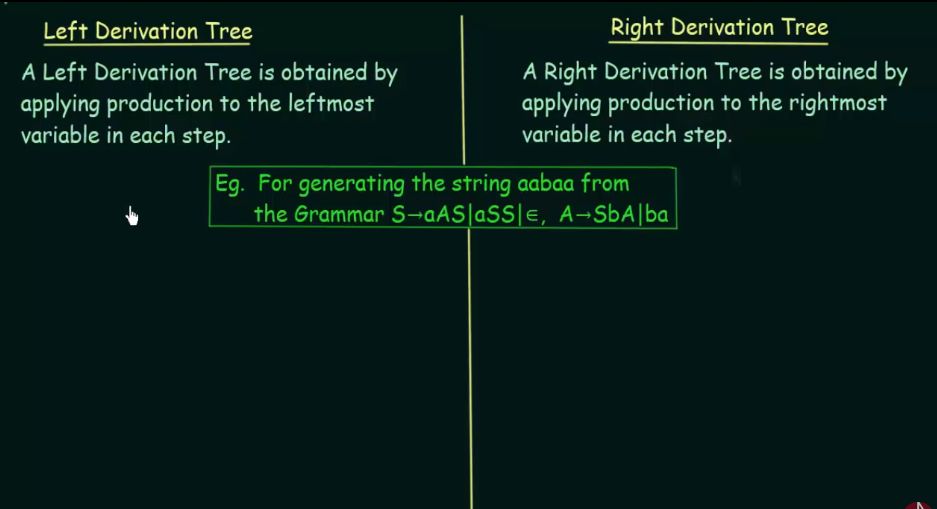 Left Derivation Tree
A Left Derivation Tree is obtained by
applying production to the leftmost
variable in each step.
Right Derivation Tree
A Right Derivation Tree is obtained by
applying production to the rightmost
variable in each step.
Eg. For generating the string aabaa from
the Grammar S→aAS|aSS|∈, A→SbA|ba